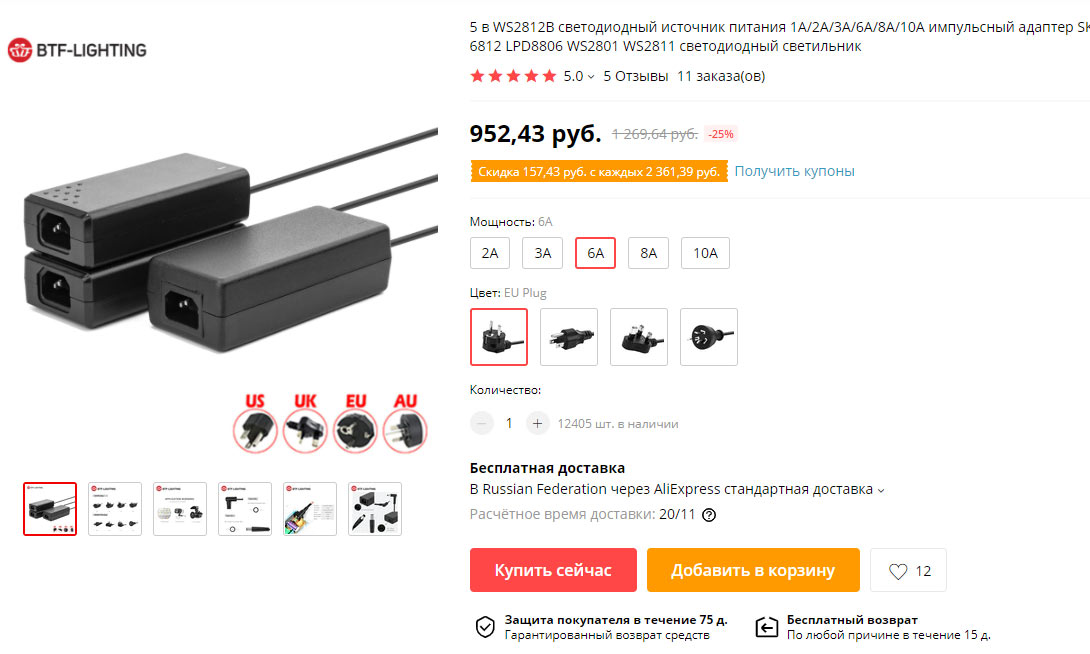 BTF-LIGHTING
5 в WS2812B светодиодный источник питания 1A/2A/3A/6A/8A/10A импульсный адаптер SK
6812 LPD8806 WS2801 WS2811 светодиодный светильник
5.0 5 Отзывы 11 заказа(ов)
952,43 руб. 1 269,64 руб. -25%
Скидка 157,43 руб. с каждых 2 361,39 руб. Получить купоны
Мощность: 6A
2A 3A 6A 8A 10A
Цвет: EU Plug
US UK EU AU
Количество:
− 1 + 12405 шт. в наличии
Бесплатная доставка
В Russian Federation через AliExpress стандартная доставка
Расчётное время доставки: 20/11 ?
Купить сейчас Добавить в корзину 12
Защита покупателя в течение 75 д.
Гарантированный возврат средств
Бесплатный возврат
По любой причине в течение 15 д.